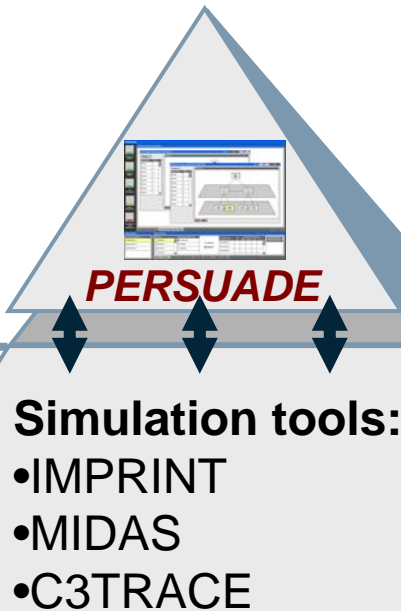 PERSUADE
Simulation tools:
•IMPRINT
•MIDAS
•C3TRACE